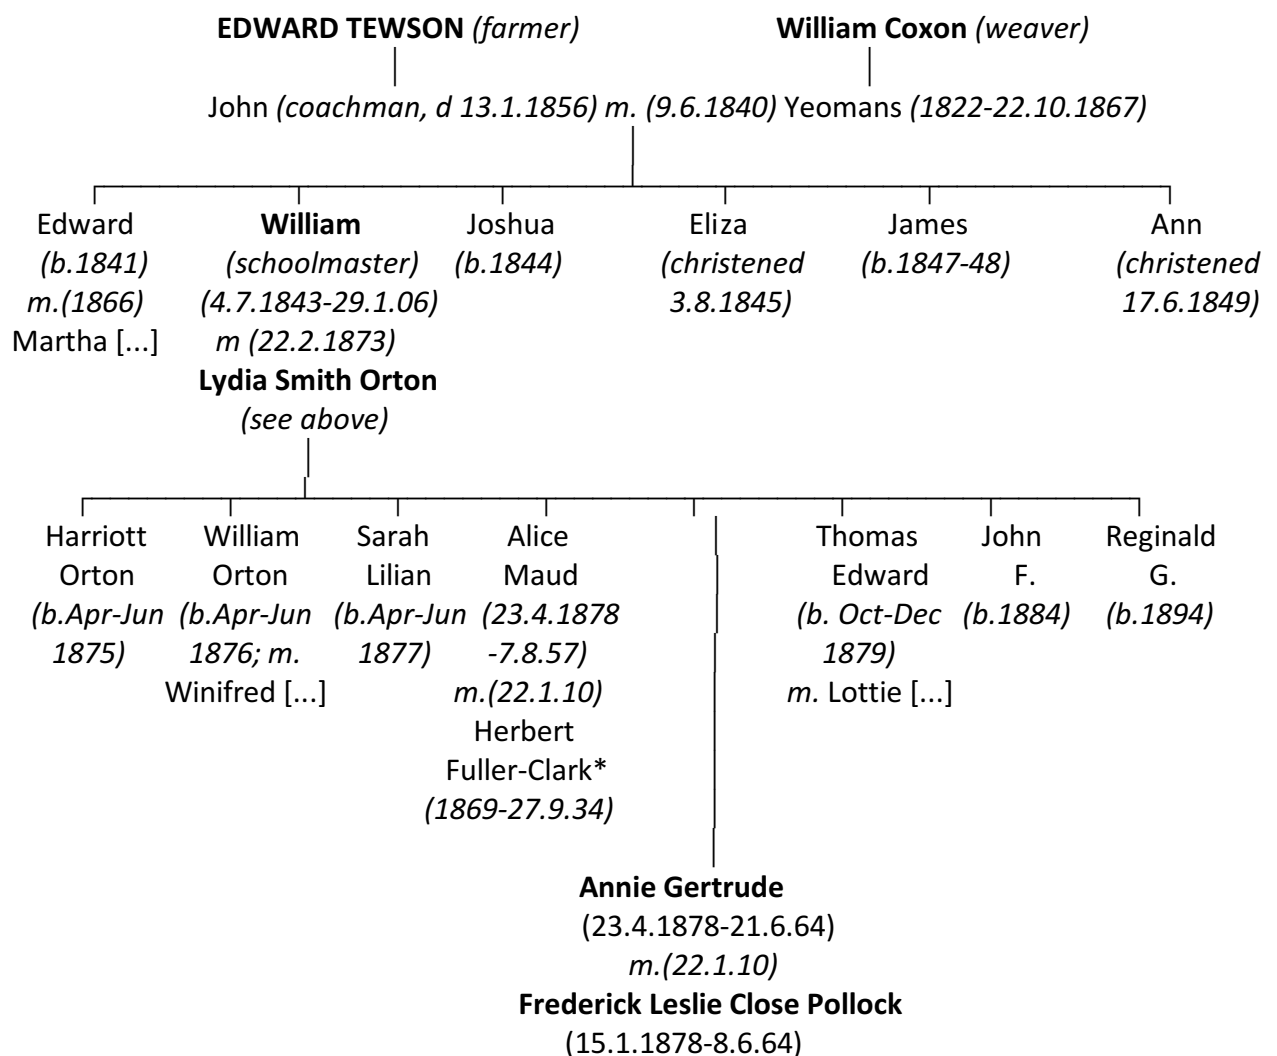 EDWARD TEWSON (farmer) William Coxon (weaver)
John (coachman, d 13.1.1856) m. (9.6.1840) Yeomans (1822-22.10.1867)
Edward William Joshua Eliza James Ann
(b.1841) (schoolmaster) (b.1844) (christened (b.1847-48) (christened
m.(1866) (4.7.1843-29.1.06) 3.8.1845) 17.6.1849)
Martha [...] m (22.2.1873)
Lydia Smith Orton
(see above)
Harriott William Sarah Alice Thomas John Reginald
Orton Orton Lilian Maud Edward F. G.
(b.Apr-Jun (b.Apr-Jun (b.Apr-Jun (23.4.1878 (b. Oct-Dec (b.1884) (b.1894)
1875) 1876; m. 1877) -7.8.57) 1879)
Winifred [...] m.(22.1.10) m. Lottie [...]
Herbert
Fuller-Clark*
(1869-27.9.34)
Annie Gertrude
(23.4.1878-21.6.64)
m.(22.1.10)
Frederick Leslie Close Pollock
(15.1.1878-8.6.64)